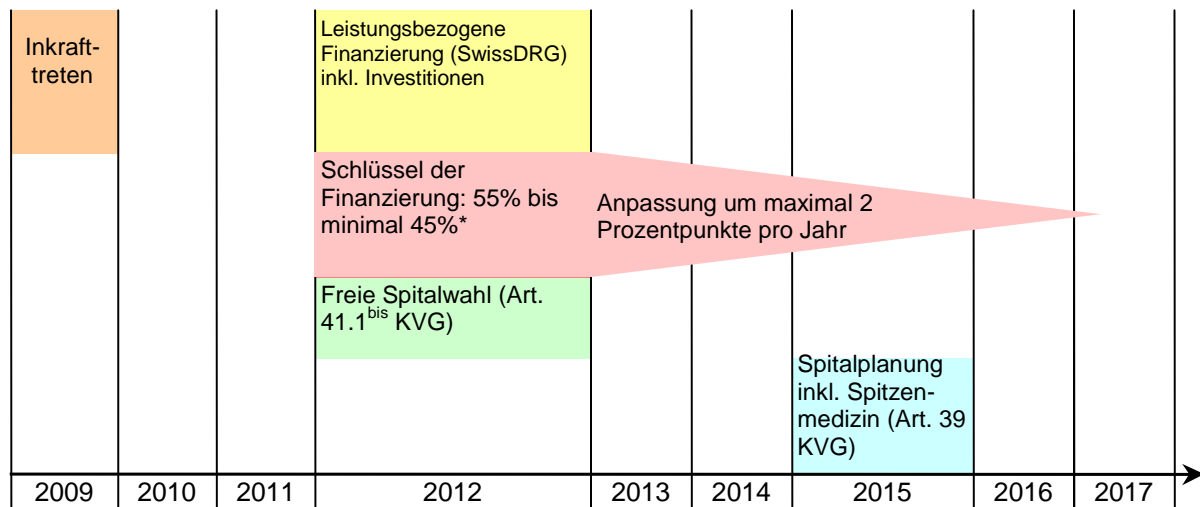 Inkraft-
treten
Leistungsbezogene
Finanzierung (SwissDRG)
inkl. Investitionen
Schlüssel der
Finanzierung: 55% bis
minimal 45%*
Anpassung um maximal 2
Prozentpunkte pro Jahr
Freie Spitalwahl (Art.
41.1bis KVG)
Spitalplanung
inkl. Spitzen-
medizin (Art. 39
KVG)
2009 2010 2011 2012 2013 2014 2015 2016 2017